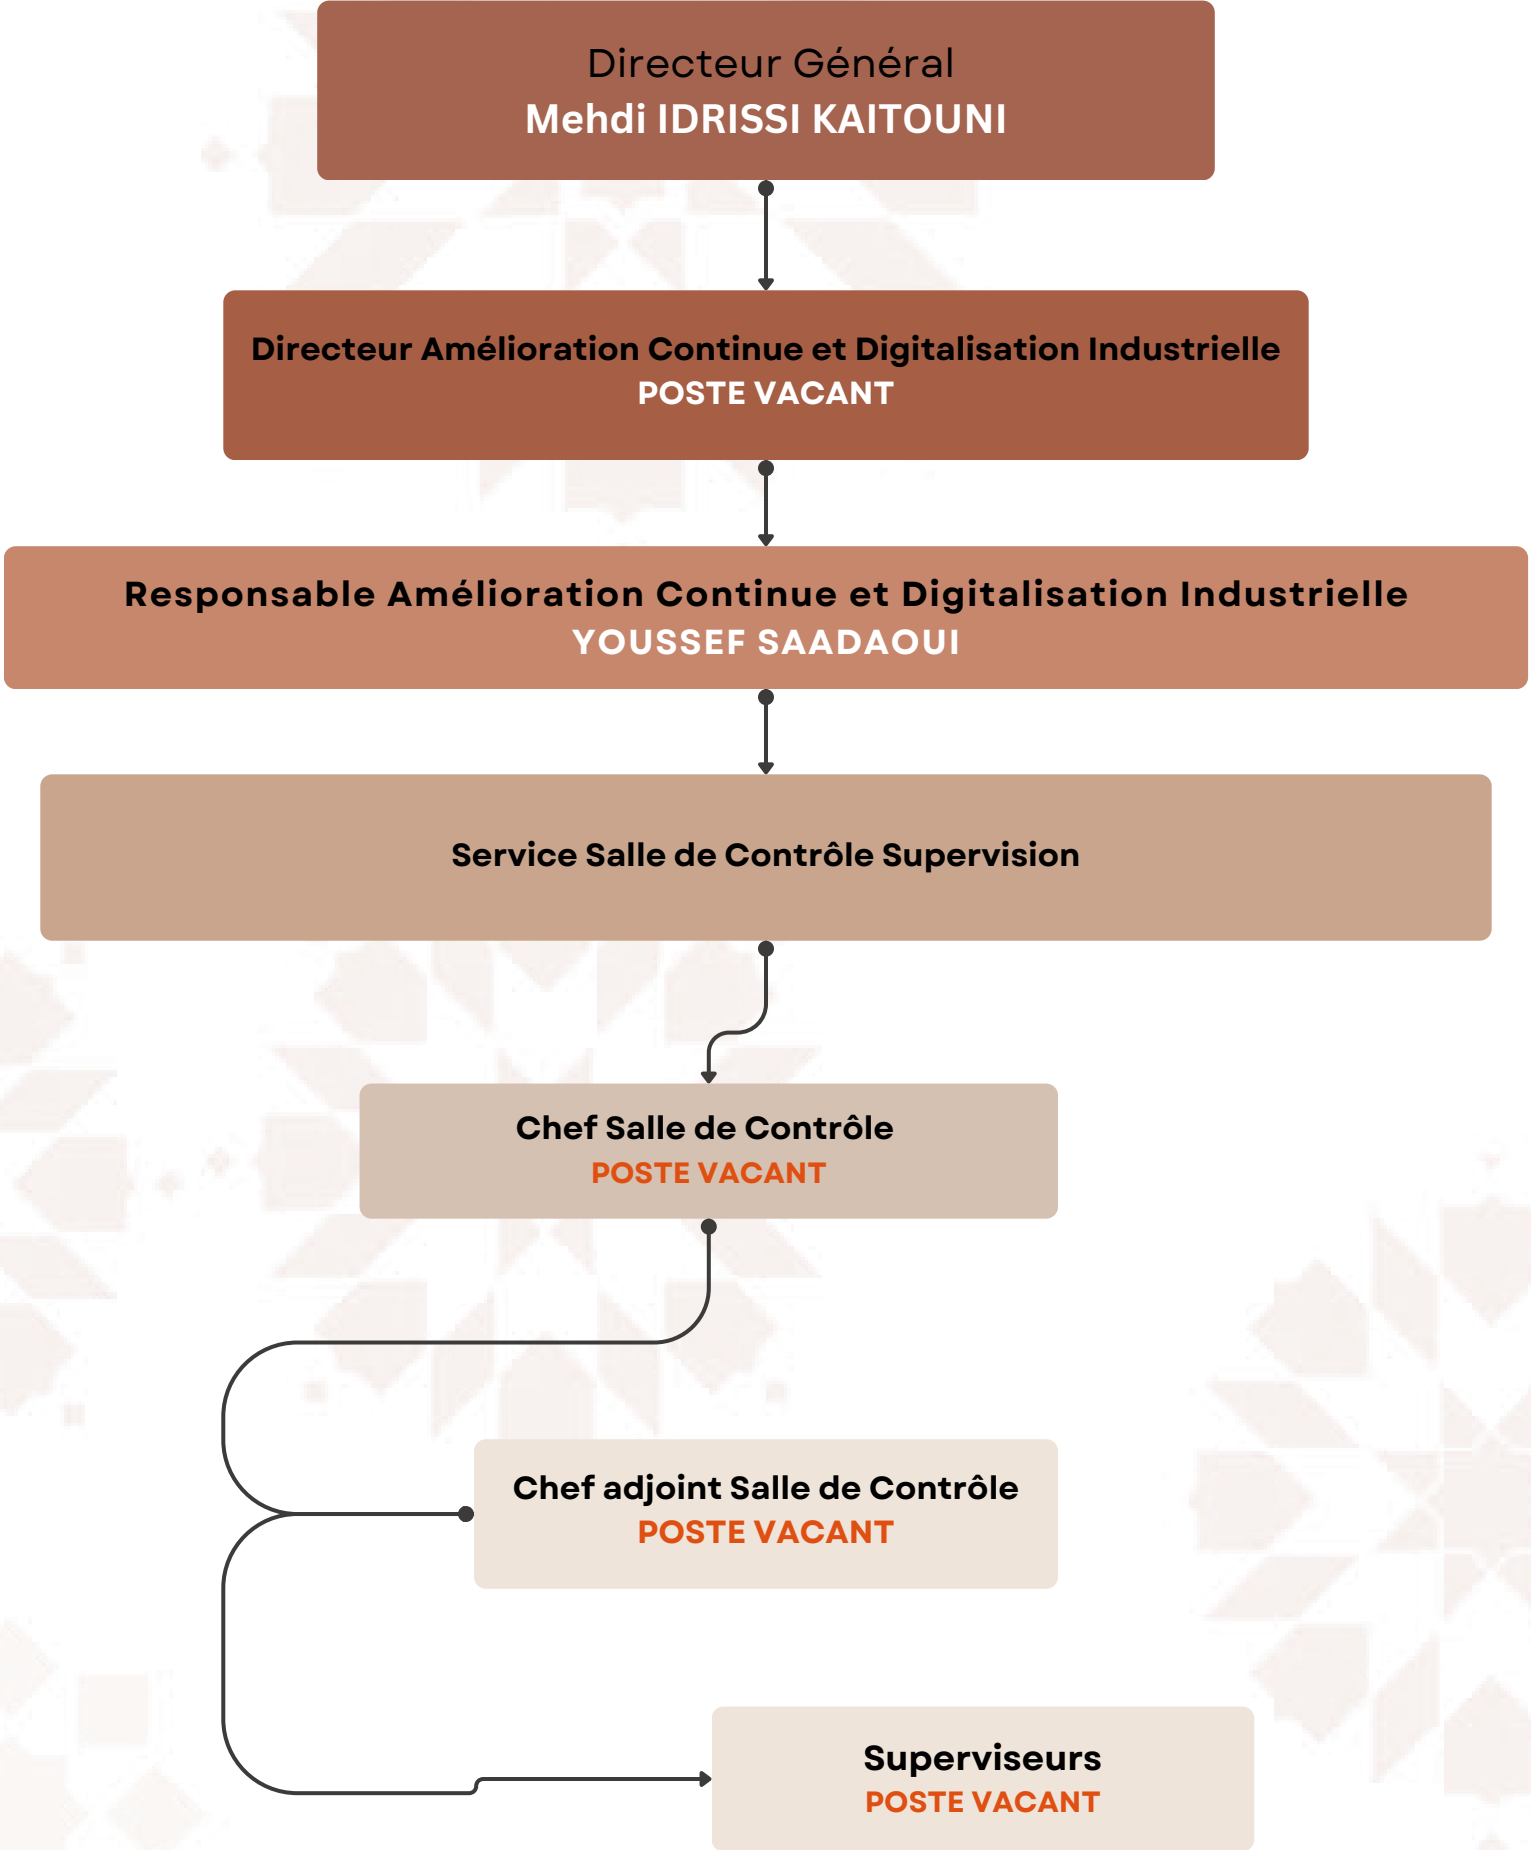 Directeur Général
Mehdi IDRISSI KAITOUNI
Directeur Amélioration Continue et Digitalisation Industrielle
POSTE VACANT
Responsable Amélioration Continue et Digitalisation Industrielle
YOUSSEF SAADAOUI
Service Salle de Contrôle Supervision
Chef Salle de Contrôle
POSTE VACANT
Chef adjoint Salle de Contrôle
POSTE VACANT
Superviseurs
POSTE VACANT